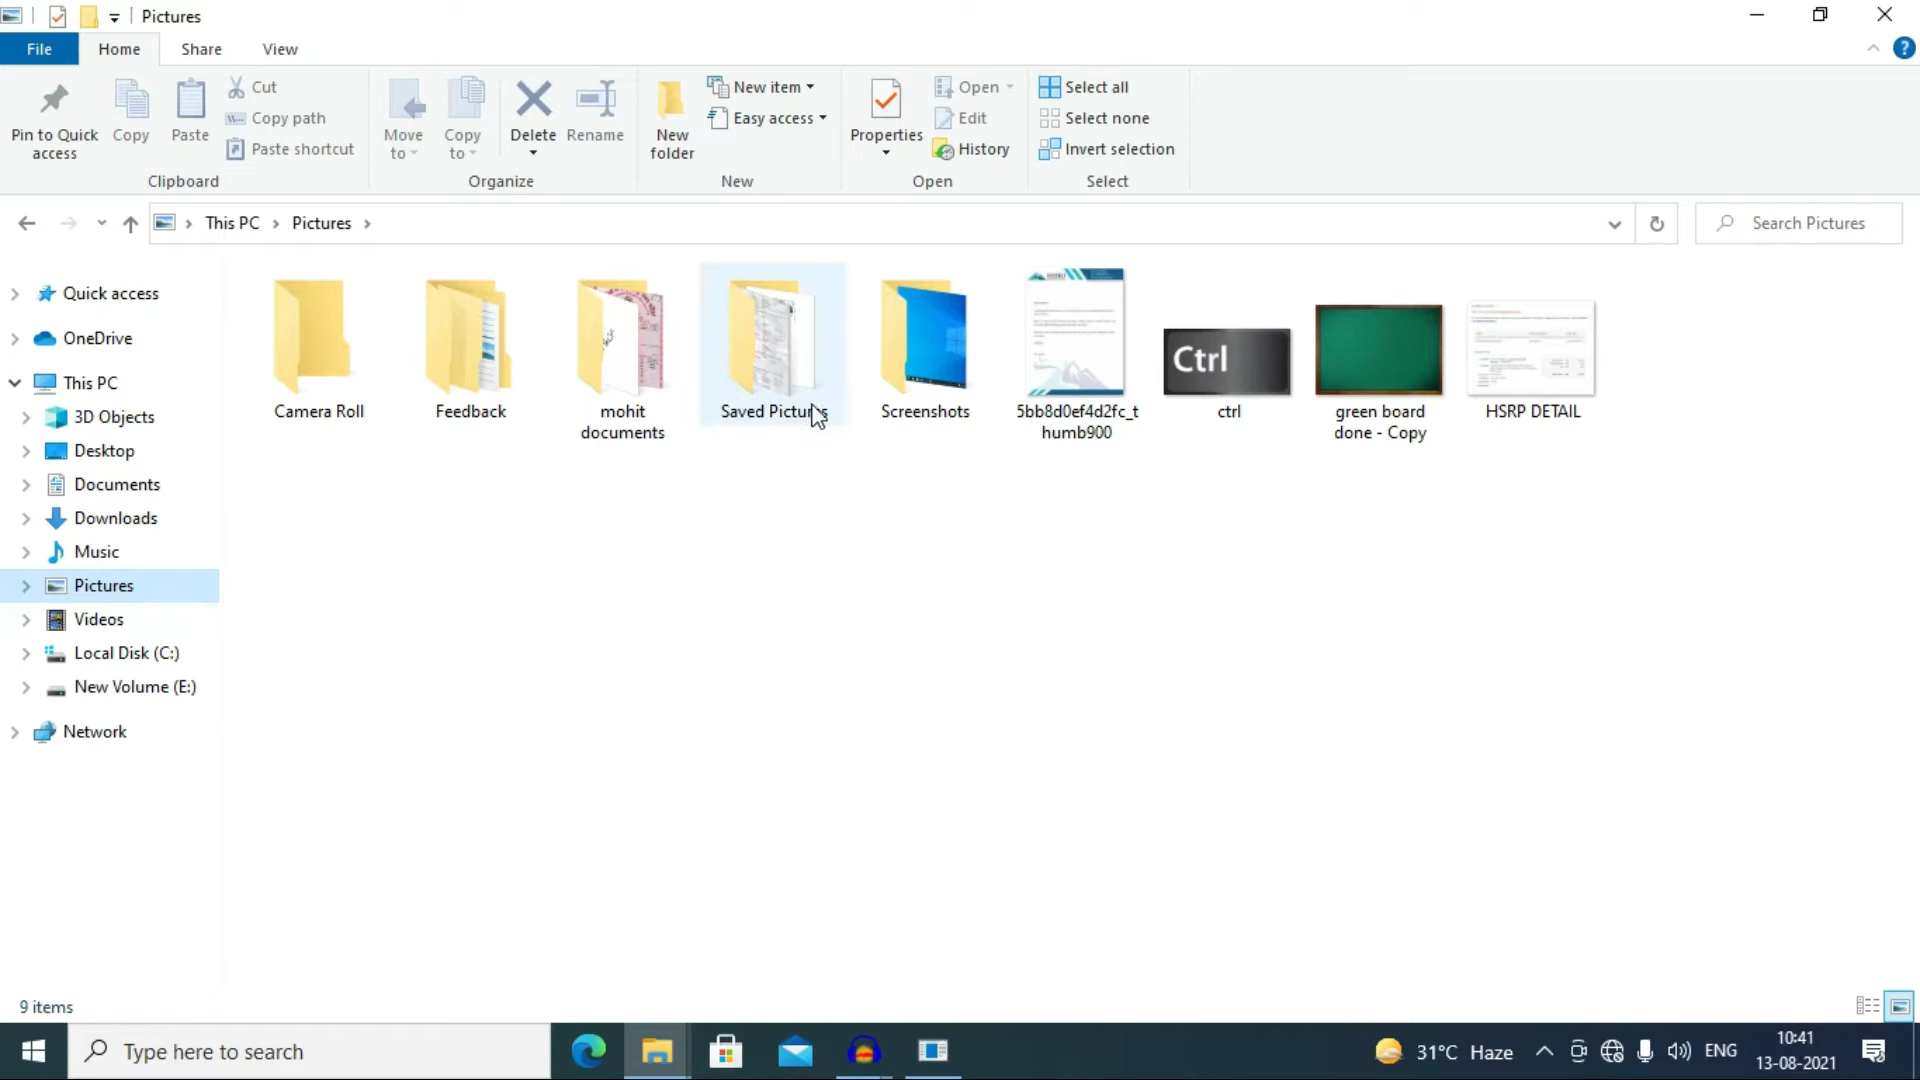 Pictures
File Home Share View
Pin to Quick access
Copy
Paste
Cut
Copy path
Paste shortcut
Clipboard
Move to
Copy to
Delete
Rename
Organize
New folder
New item
Easy access
New
Properties
Open
Edit
History
Open
Select all
Select none
Invert selection
Select
This PC > Pictures >
Search Pictures
Quick access
OneDrive
This PC
3D Objects
Desktop
Documents
Downloads
Music
Pictures
Videos
Local Disk (C:)
New Volume (E:)
Network
Camera Roll
Feedback
mohit
documents
Saved Pictures
Screenshots
5bb8d0ef4d2fc_t
humb900
Ctrl
ctrl
green board
done - Copy
HSRP DETAIL
9 items
Type here to search
31°C Haze
ENG
10:41
13-08-2021